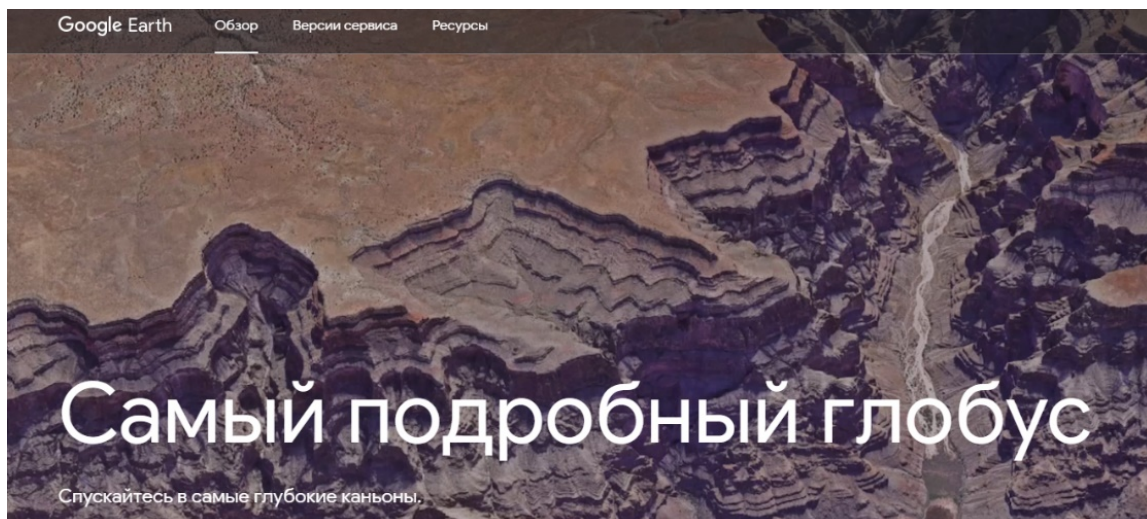 Google Earth Обзор Версии сервиса Ресурсы
Самый подробный глобус
Спускайтесь в самые глубокие каньоны.